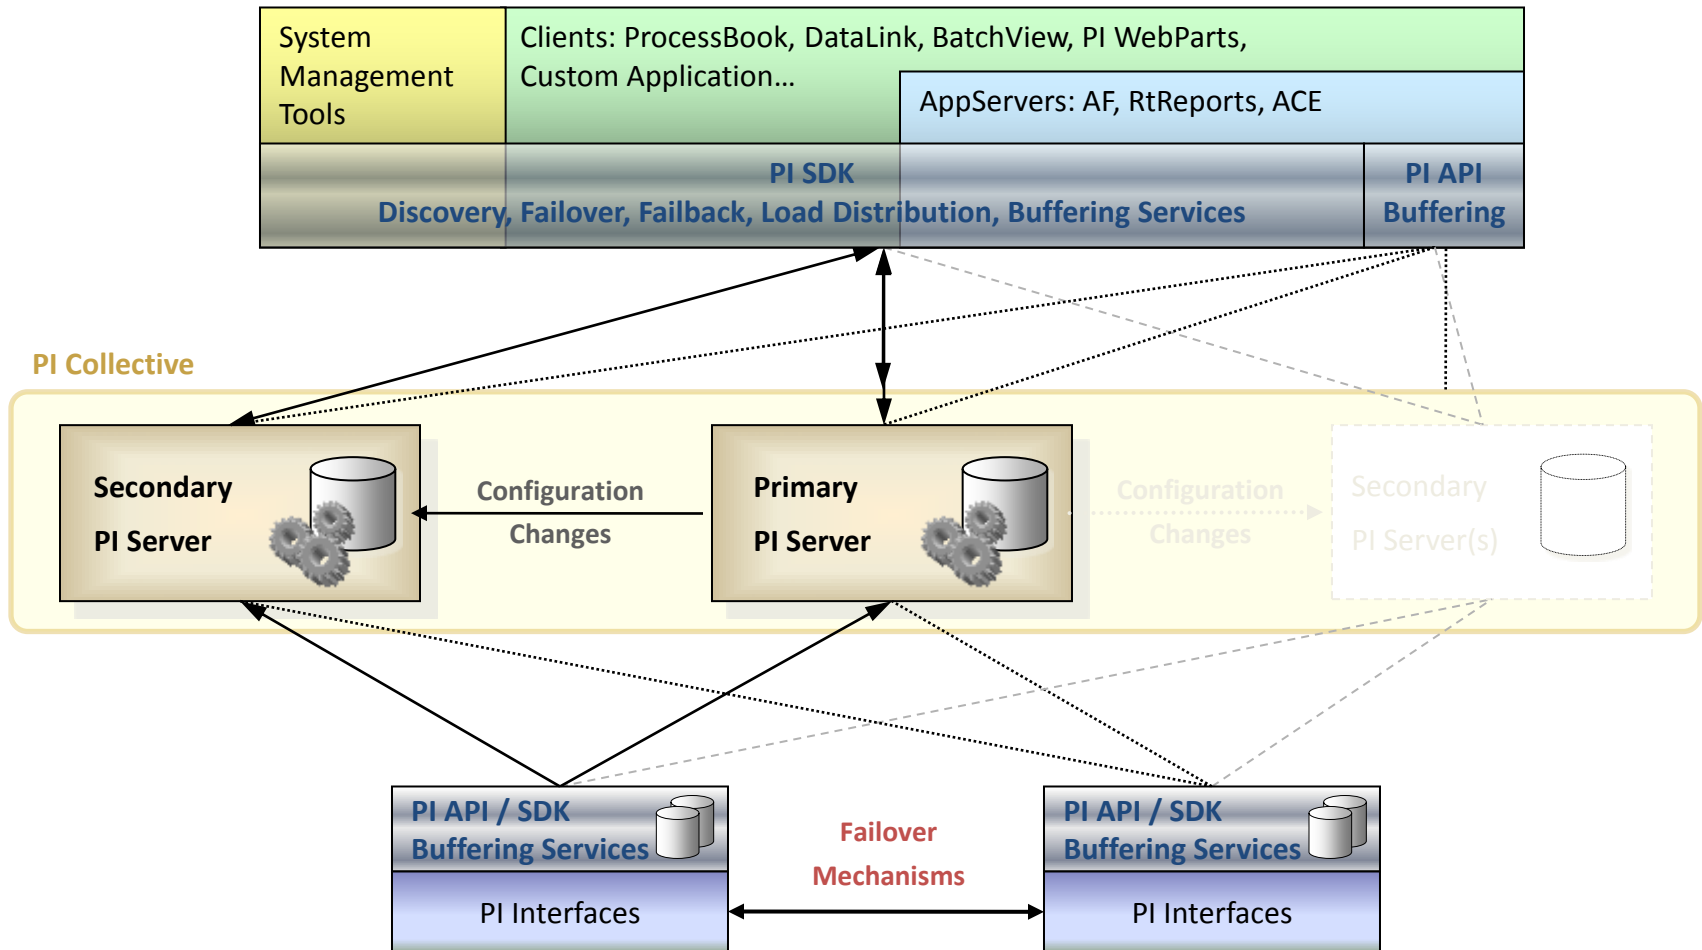 System
Management
Tools
Clients: ProcessBook, DataLink, BatchView, PI WebParts,
Custom Application…
AppServers: AF, RtReports, ACE
PI SDK
Discovery, Failover, Failback, Load Distribution, Buffering Services
PI API
Buffering
PI Collective
Secondary
PI Server
Configuration
Changes
Primary
PI Server
Configuration
Changes
Secondary
PI Server(s)
PI API / SDK
Buffering Services
PI Interfaces
Failover
Mechanisms
PI API / SDK
Buffering Services
PI Interfaces